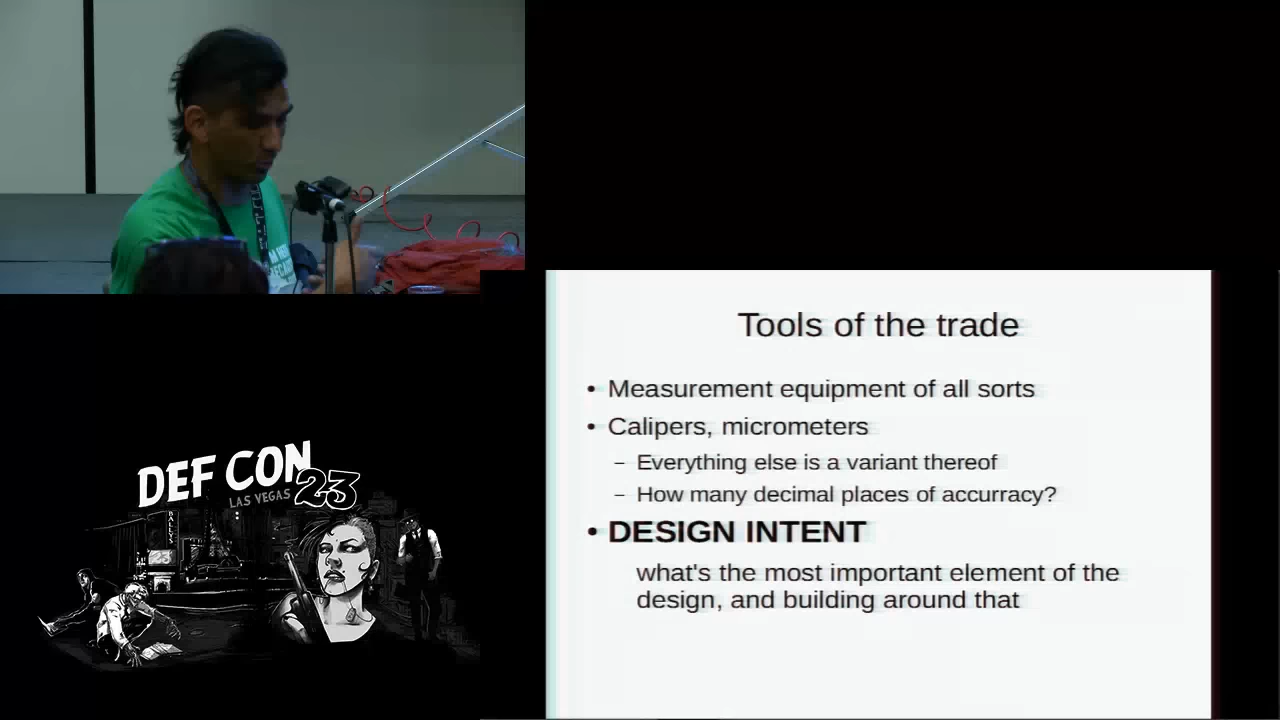 Tools of the trade
• Measurement equipment of all sorts
• Calipers, micrometers
– Everything else is a variant thereof
– How many decimal places of accurracy?
• DESIGN INTENT
what's the most important element of the
design, and building around that
DEF CON
LAS VEGAS 23
BALLY'S